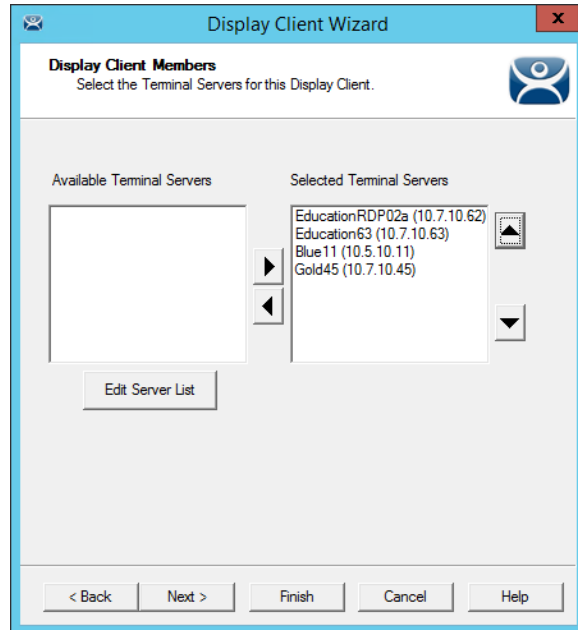 Display Client Wizard
x
Display Client Members
Select the Terminal Servers for this Display Client.
Available Terminal Servers
Selected Terminal Servers
EducationRDP02a (10.7.10.62)
Education63 (10.7.10.63)
Blue11 (10.5.10.11)
Gold45 (10.7.10.45)
Edit Server List
< Back
Next >
Finish
Cancel
Help